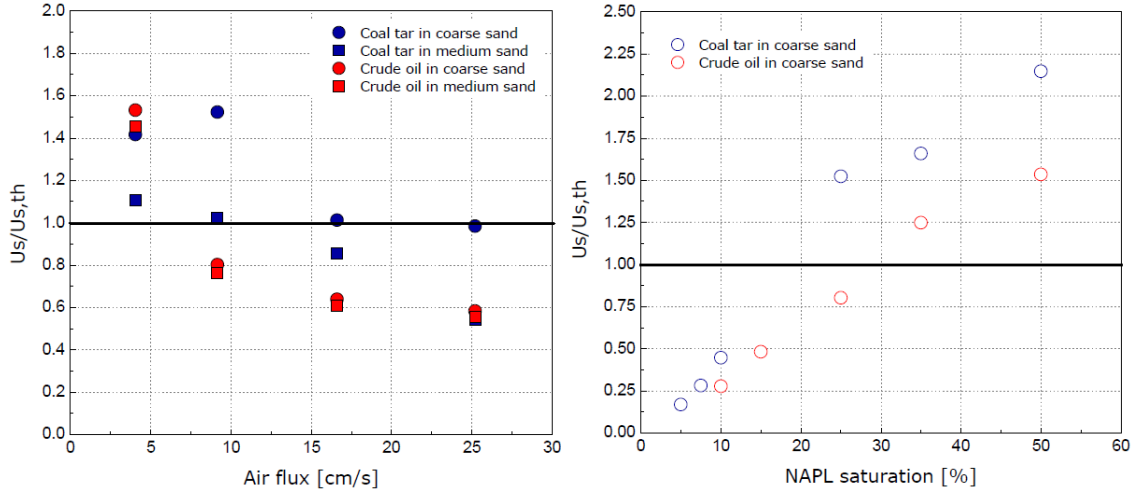 2.0
1.8
1.6
1.4
1.2
1.0
0.8
0.6
0.4
0.2
0.0
Us/Us,th
Coal tar in coarse sand
Coal tar in medium sand
Crude oil in coarse sand
Crude oil in medium sand
0 5 10 15 20 25 30
Air flux [cm/s]
2.50
2.25
2.00
1.75
1.50
1.25
1.00
0.75
0.50
0.25
0.00
Us/Us,th
Coal tar in coarse sand
Crude oil in coarse sand
0 10 20 30 40 50 60
NAPL saturation [%]